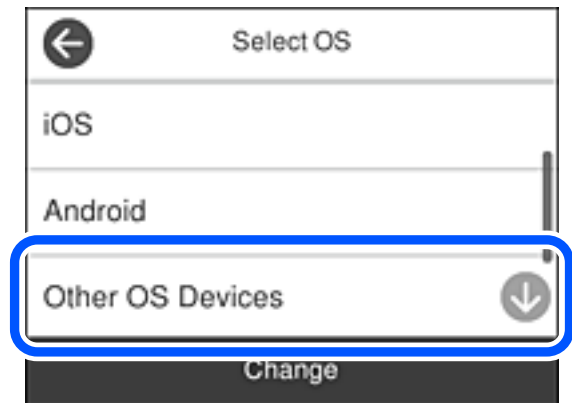 Select OS
iOS
Android
Other OS Devices
Change